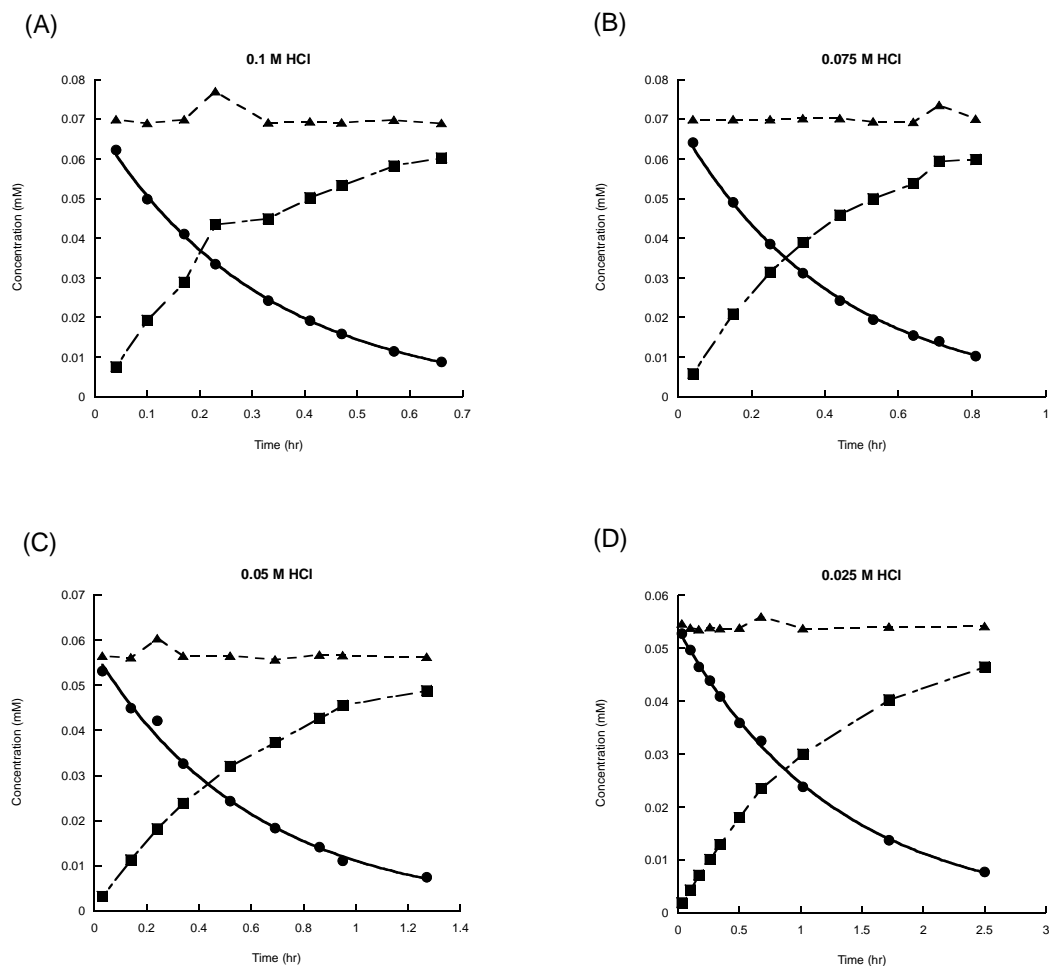 (A)
0.1 M HCl
0.08
0.07
0.06
0.05
0.04
0.03
0.02
0.01
0
Concentration (mM)
0 0.1 0.2 0.3 0.4 0.5 0.6 0.7
Time (hr)
(B)
0.075 M HCl
0.08
0.07
0.06
0.05
0.04
0.03
0.02
0.01
0
Concentration (mM)
0 0.2 0.4 0.6 0.8 1
Time (hr)
(C)
0.05 M HCl
0.07
0.06
0.05
0.04
0.03
0.02
0.01
0
Concentration (mM)
0 0.2 0.4 0.6 0.8 1 1.2 1.4
Time (hr)
(D)
0.025 M HCl
0.06
0.05
0.04
0.03
0.02
0.01
0
Concentration (mM)
0 0.5 1 1.5 2 2.5 3
Time (hr)